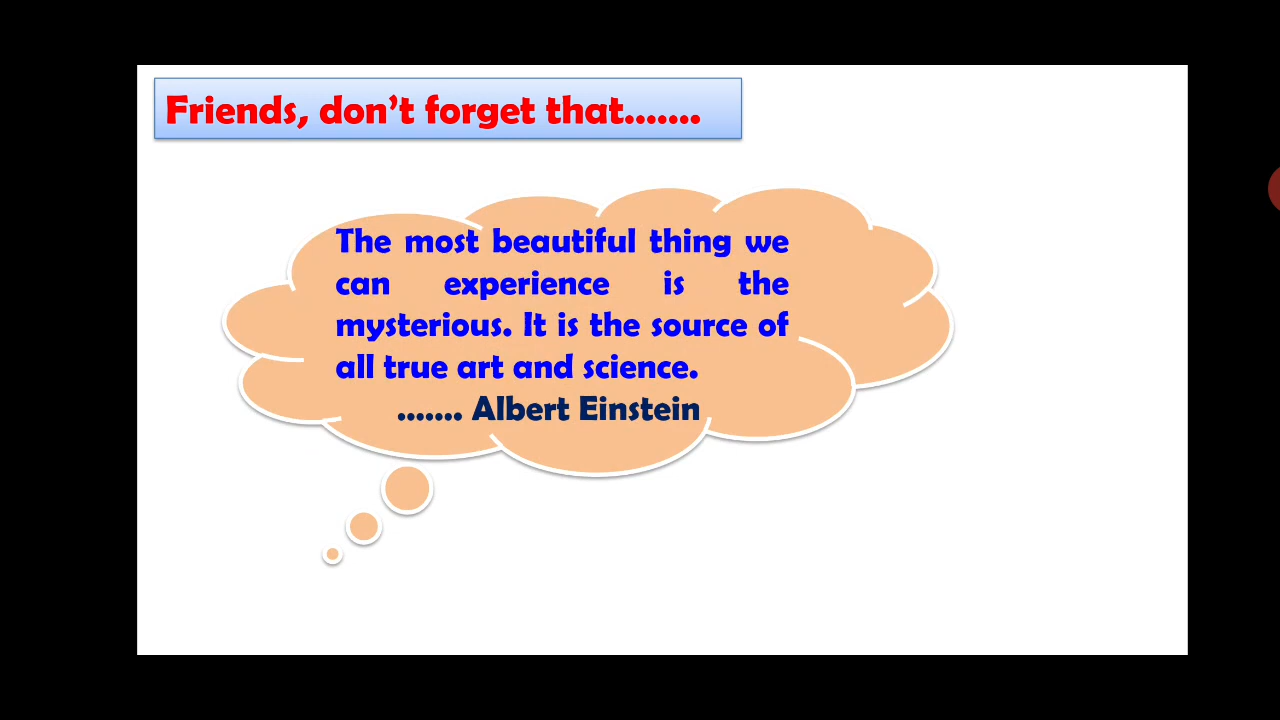 Friends, don’t forget that.......
The most beautiful thing we
can experience is the
mysterious. It is the source of
all true art and science.
....... Albert Einstein